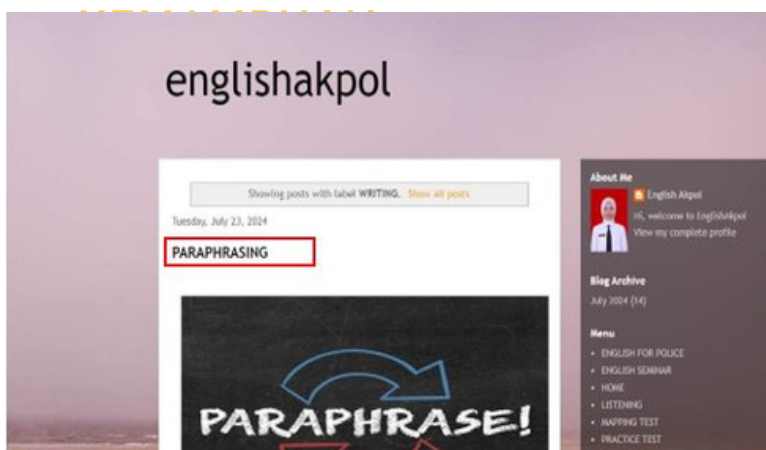 englishakpol
Showing posts with label WRITING. Show all posts
Tuesday, July 23, 2024
PARAPHRASING
PARAPHRASE!
About Me
English Akpol
Hi, welcome to EnglishAkpol
View my complete profile
Blog Archive
July 2024 (14)
Menu
• ENGLISH FOR POLICE
• ENGLISH SEMINAR
• HOME
• LISTENING
• MAPPING TEST
• PRACTICE TEST